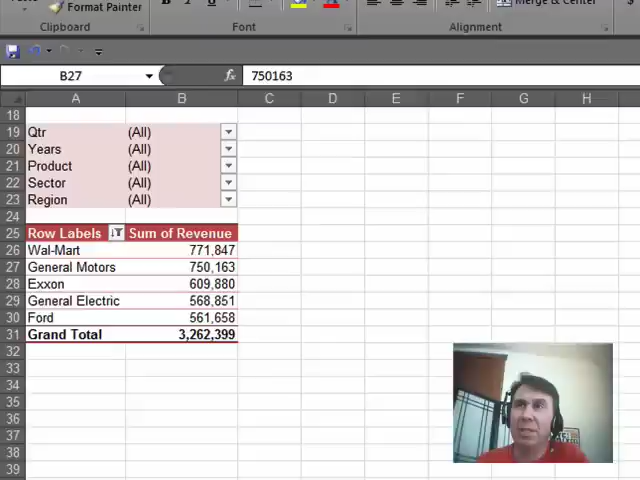 Format Painter
Merge & Center
Clipboard
Font
Alignment
B27
fx
750163
A B C D E F G H
18
19 Qtr (All)
20 Years (All)
21 Product (All)
22 Sector (All)
23 Region (All)
24
25 Row Labels Sum of Revenue
26 Wal-Mart 771,847
27 General Motors 750,163
28 Exxon 609,880
29 General Electric 568,851
30 Ford 561,658
31 Grand Total 3,262,399
32
33
34
35
36
37
38
39